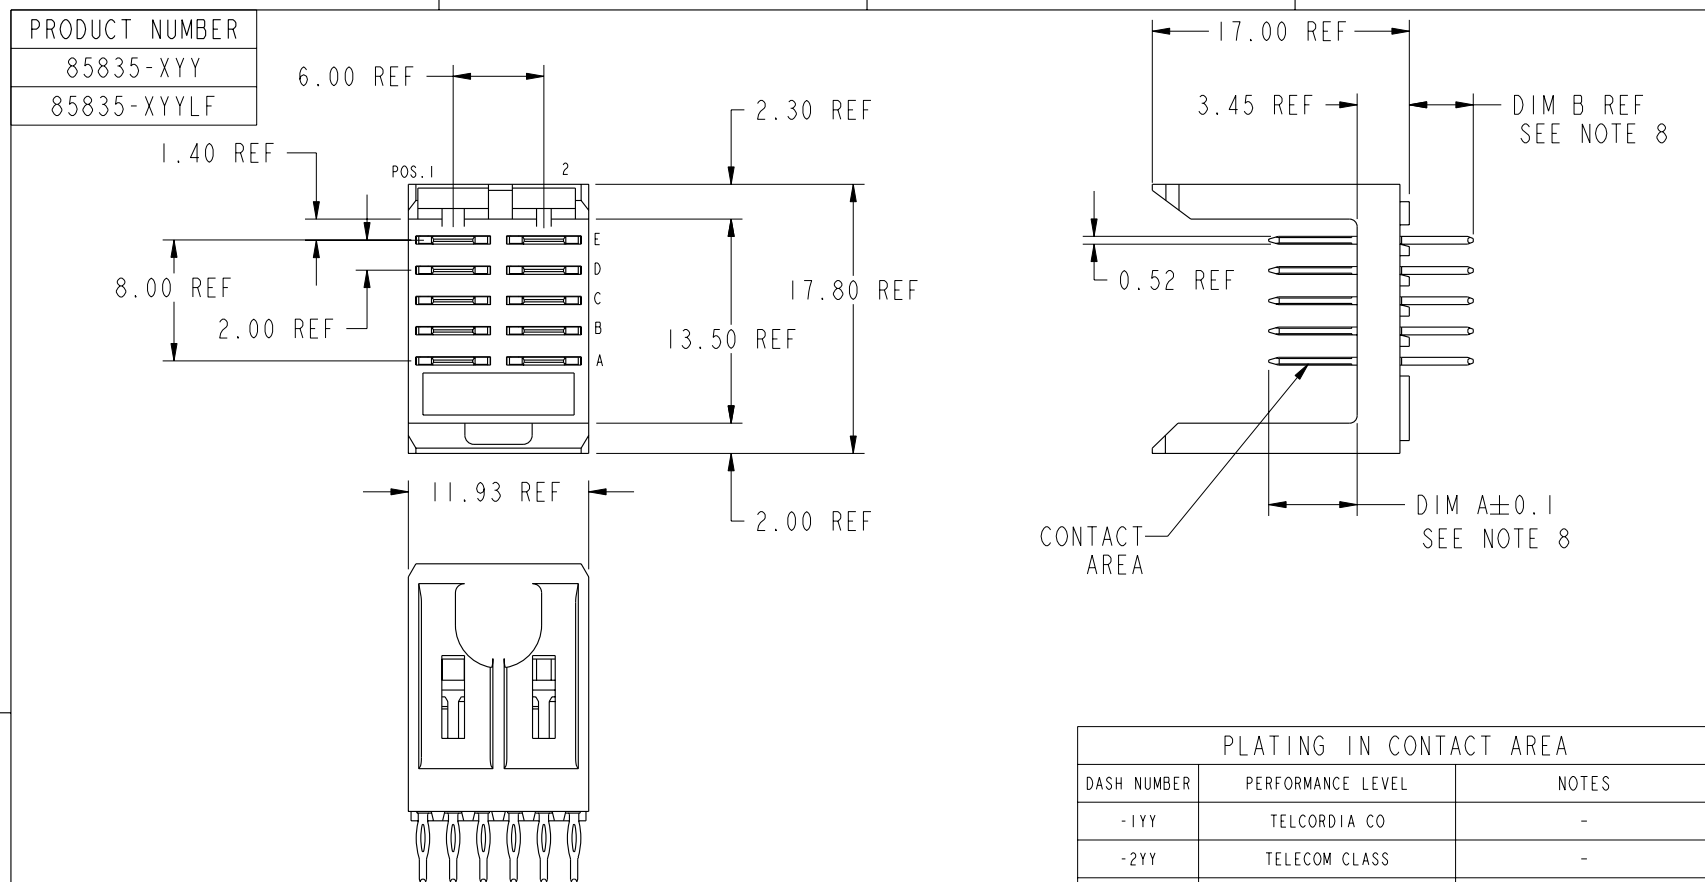 PRODUCT NUMBER
85835-XYY
85835-XYYLF
6.00 REF
2.30 REF
1.40 REF
POS.1
2
E
D
C
B
A
8.00 REF
2.00 REF
17.80 REF
13.50 REF
11.93 REF
2.00 REF
17.00 REF
3.45 REF
DIM B REF
SEE NOTE 8
0.52 REF
DIM A±0.1
SEE NOTE 8
CONTACT
AREA
PLATING IN CONTACT AREA
DASH NUMBER PERFORMANCE LEVEL NOTES
-1YY TELCORDIA CO -
-2YY TELECOM CLASS -